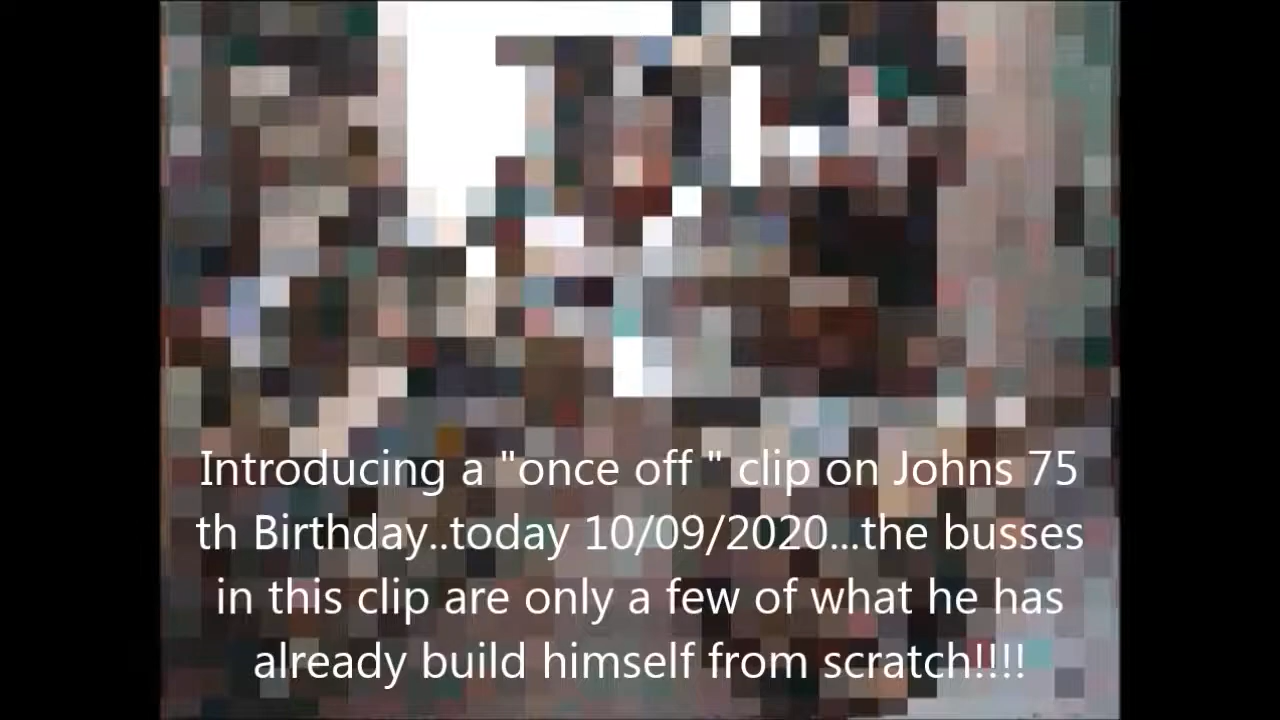 Introducing a "once off " clip on Johns 75
th Birthday..today 10/09/2020...the busses
in this clip are only a few of what he has
already build himself from scratch!!!!